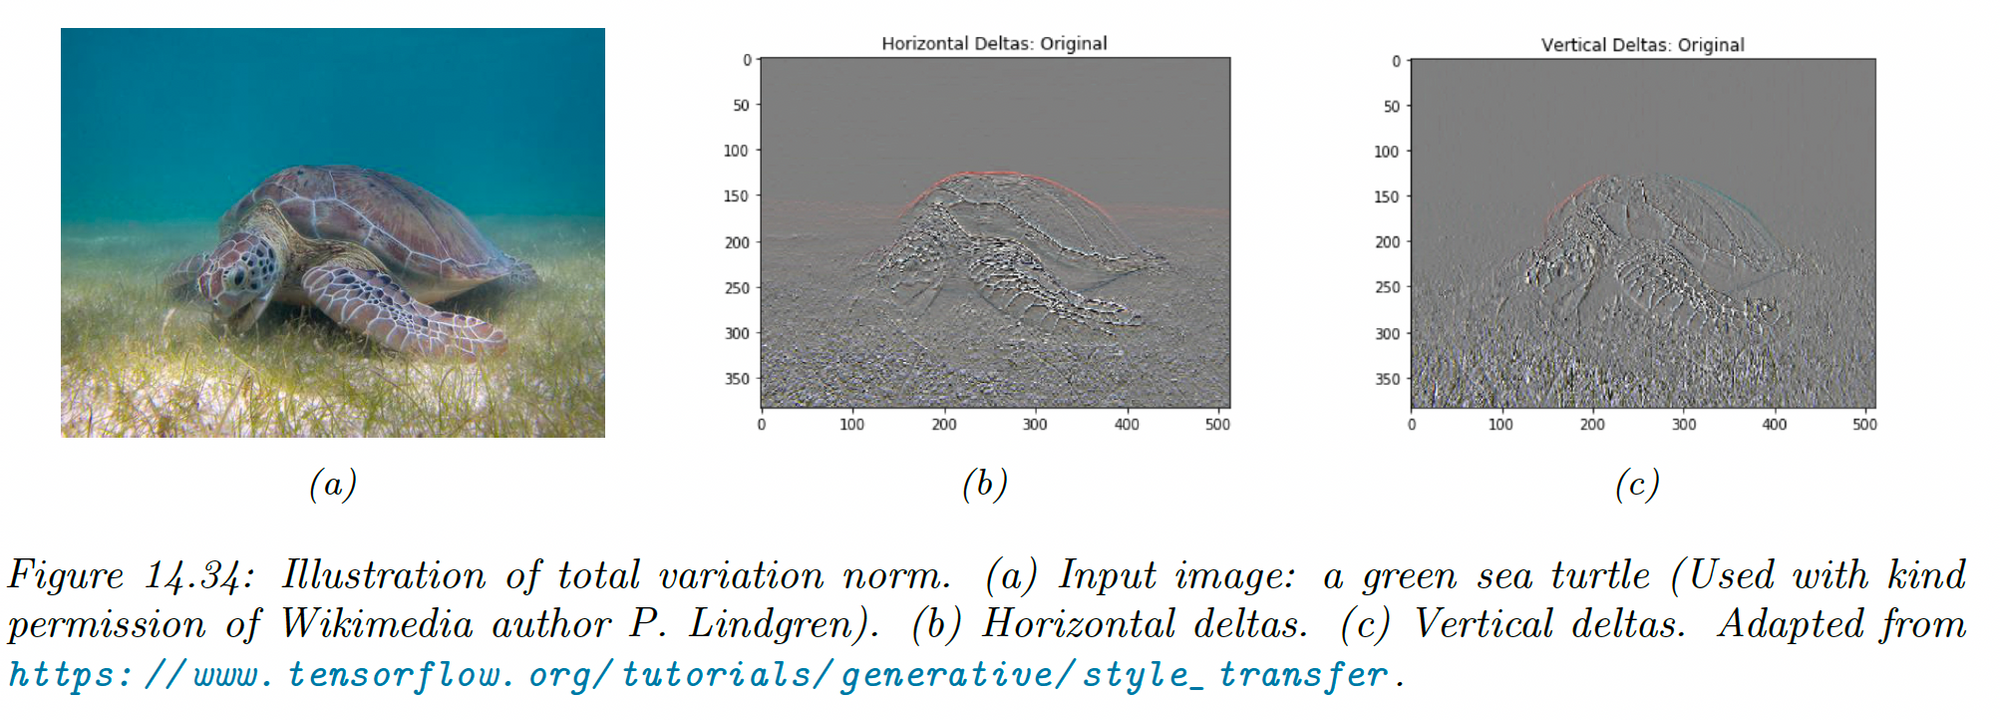 Horizontal Deltas: Original
0
50
100
150
200
250
300
350
0 100 200 300 400 500
Vertical Deltas: Original
0
50
100
150
200
250
300
350
0 100 200 300 400 500
(a) (b) (c)
Figure 14.34: Illustration of total variation norm. (a) Input image: a green sea turtle (Used with kind
permission of Wikimedia author P. Lindgren). (b) Horizontal deltas. (c) Vertical deltas. Adapted from
https://www.tensorflow.org/tutorials/generative/style_transfer.